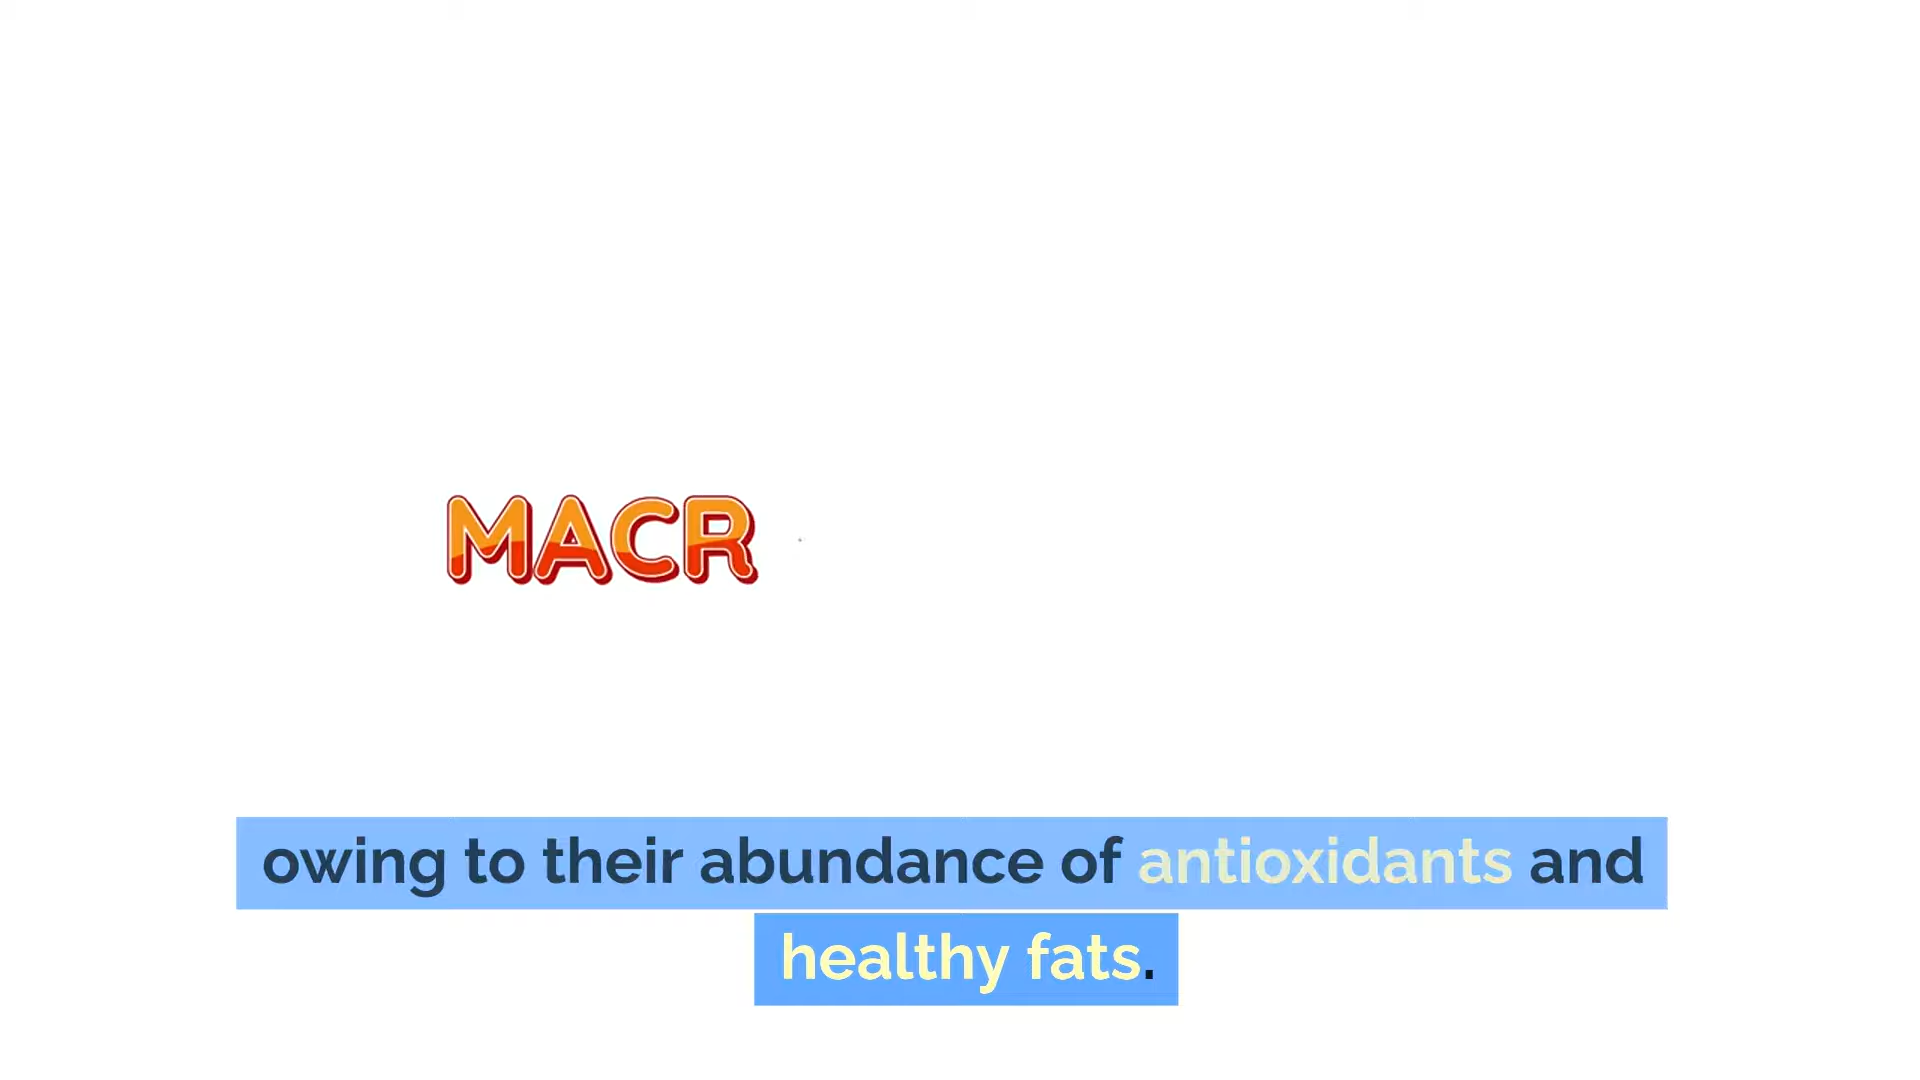 MACR
owing to their abundance of antioxidants and
healthy fats.